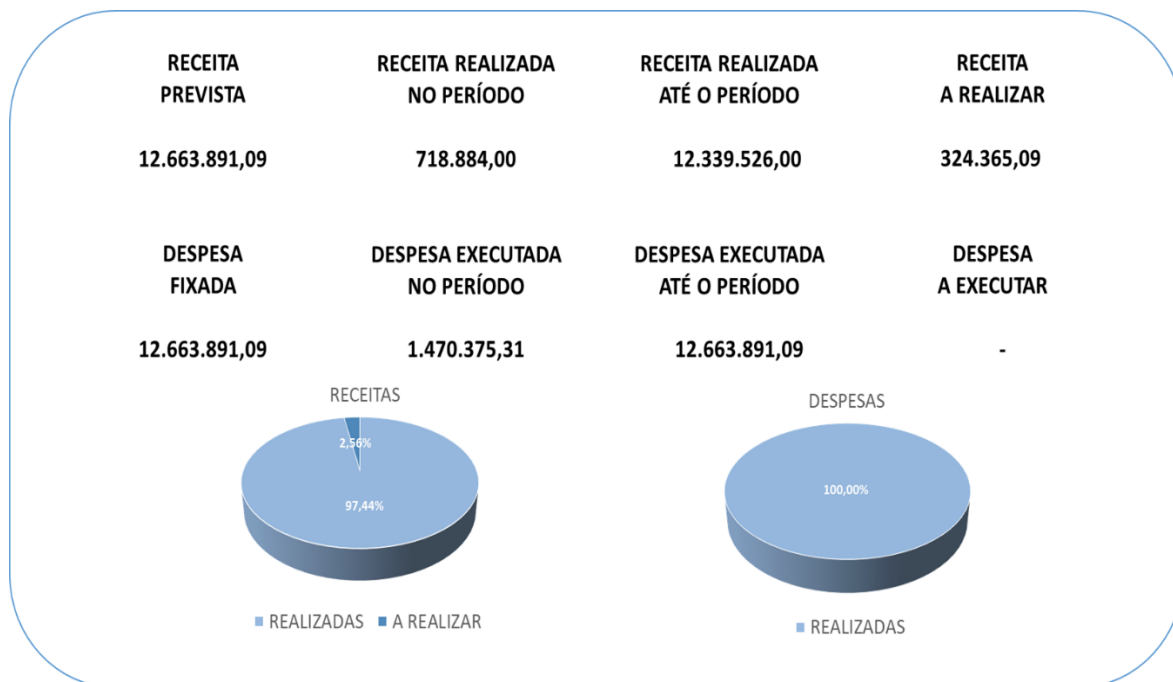 RECEITA PREVISTA
RECEITA REALIZADA NO PERÍODO
RECEITA REALIZADA ATÉ O PERÍODO
RECEITA A REALIZAR
12.663.891,09
718.884,00
12.339.526,00
324.365,09
DESPESA FIXADA
DESPESA EXECUTADA NO PERÍODO
DESPESA EXECUTADA ATÉ O PERÍODO
DESPESA A EXECUTAR
12.663.891,09
1.470.375,31
12.663.891,09
-
RECEITAS
2,56%
97,44%
REALIZADAS
A REALIZAR
DESPESAS
100,00%
REALIZADAS